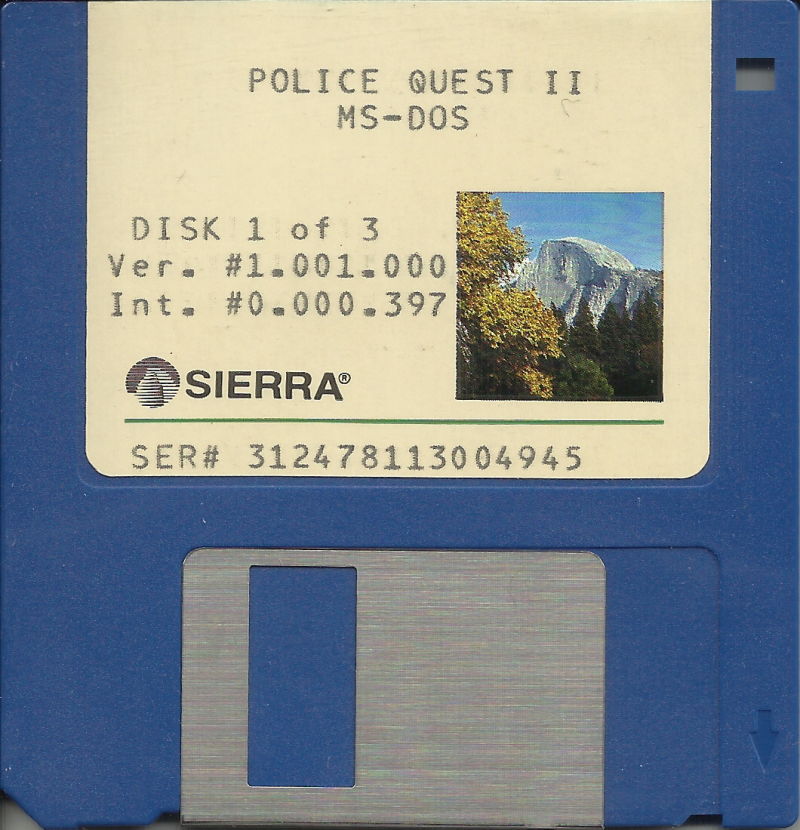 POLICE QUEST II
MS-DOS
DISK 1 of 3
Ver. #1.001.000
Int. #0.000.397
SIERRA®
SER# 312478113004945